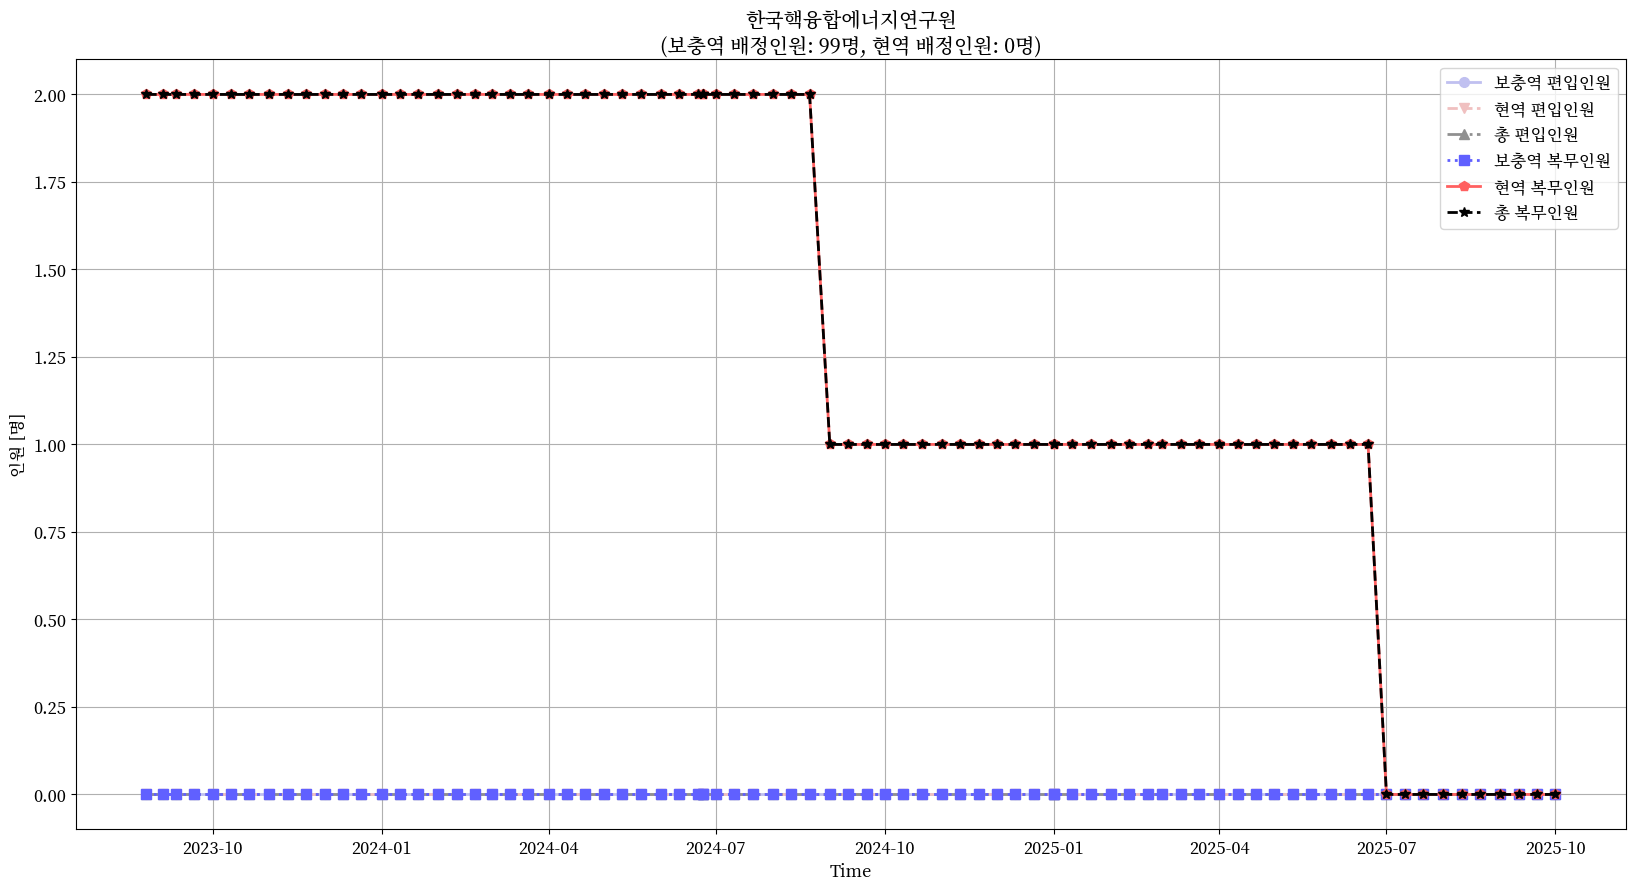 한국핵융합에너지연구원
(보충역 배정인원: 99명, 현역 배정인원: 0명)
보충역 편입인원
현역 편입인원
총 편입인원
보충역 복무인원
현역 복무인원
총 복무인원
인원 [명]
2.00
1.75
1.50
1.25
1.00
0.75
0.50
0.25
0.00
2023-10
2024-01
2024-04
2024-07
2024-10
2025-01
2025-04
2025-07
2025-10
Time